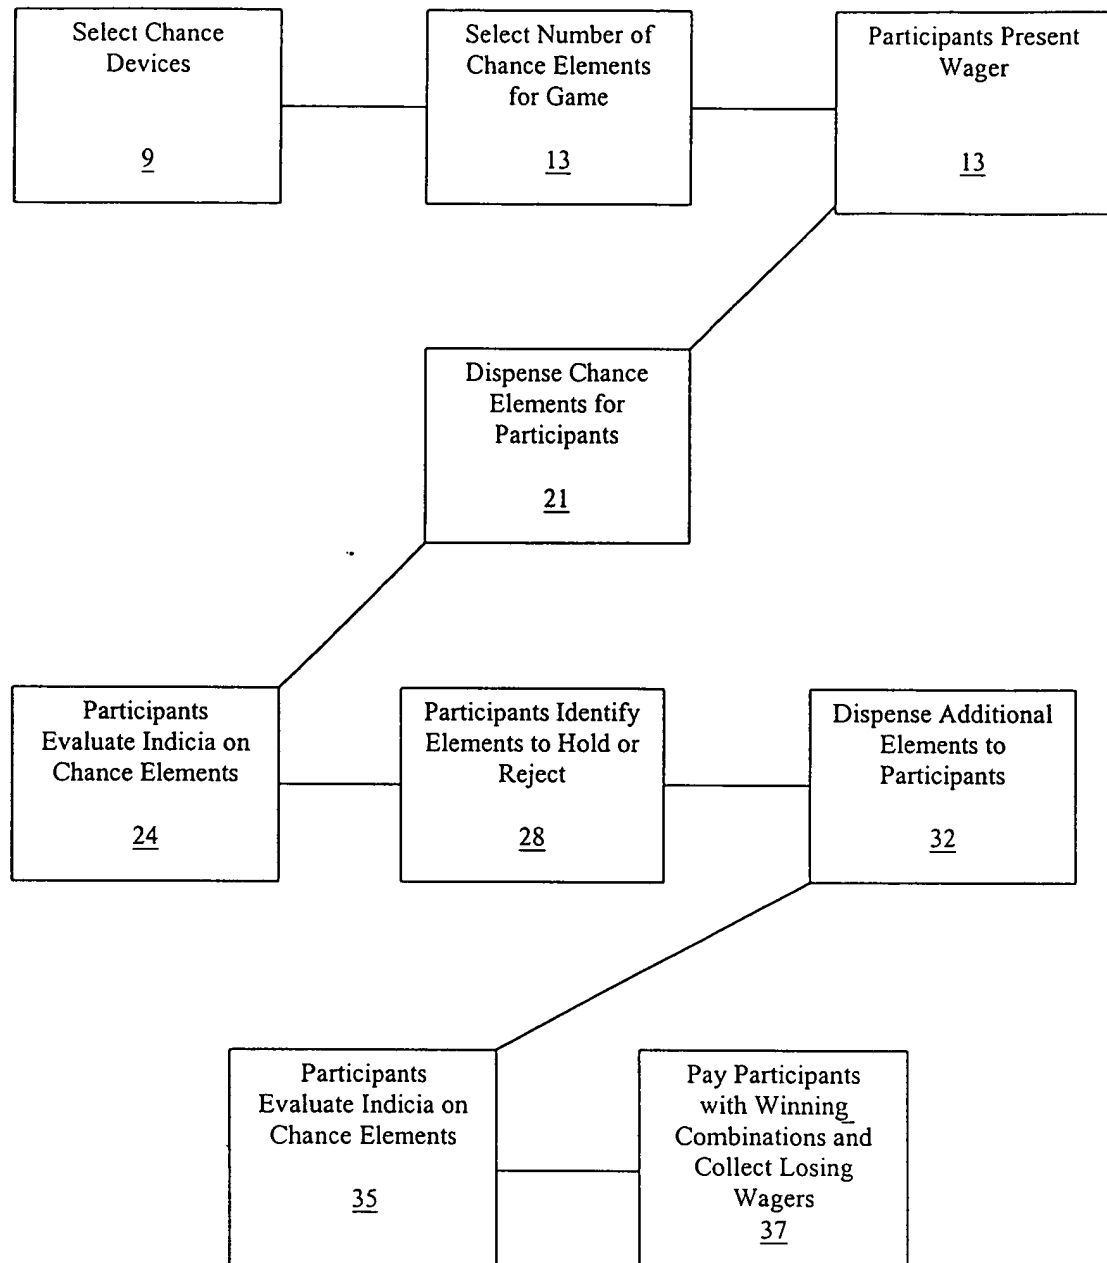 Select Chance
Devices
9
Select Number of
Chance Elements
for Game
13
Participants Present
Wager
13
Dispense Chance
Elements for
Participants
21
Participants
Evaluate Indicia on
Chance Elements
24
Participants Identify
Elements to Hold or
Reject
28
Dispense Additional
Elements to
Participants
32
Participants
Evaluate Indicia on
Chance Elements
35
Pay Participants
with Winning
Combinations and
Collect Losing
Wagers
37